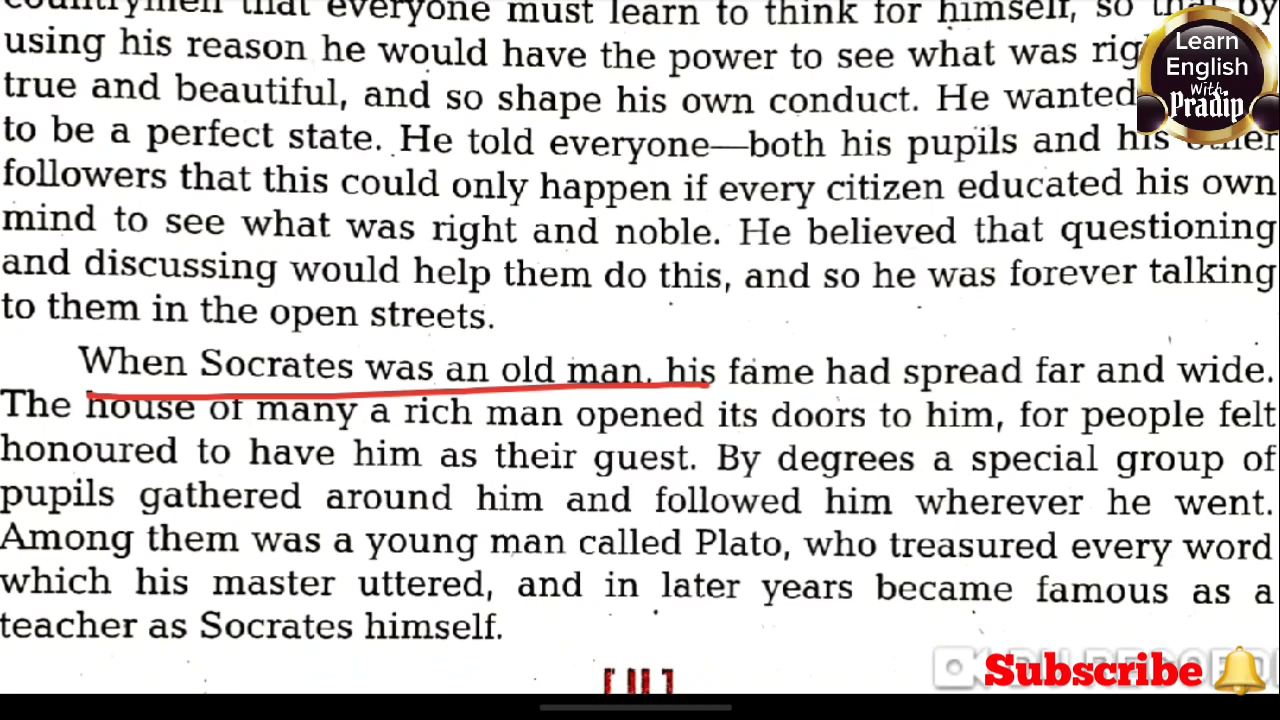 countrymen that everyone must learn to think for himself, so that by
using his reason he would have the power to see what was
true and beautiful, and so shape his own conduct. He wanted
to be a perfect state. He told everyone—both his pupils and his other
followers that this could only happen if every citizen educated his own
mind to see what was right and noble. He believed that questioning
and discussing would help them do this, and so he was forever talking
to them in the open streets.
When Socrates was an old man, his fame had spread far and wide.
The house of many a rich man opened its doors to him, for people felt
honoured to have him as their guest. By degrees a special group of
pupils gathered around him and followed him wherever he went.
Among them was a young man called Plato, who treasured every word
which his master uttered, and in later years became famous as a
teacher as Socrates himself.
[ II ]
Learn
English
With
Pradip
Subscribe